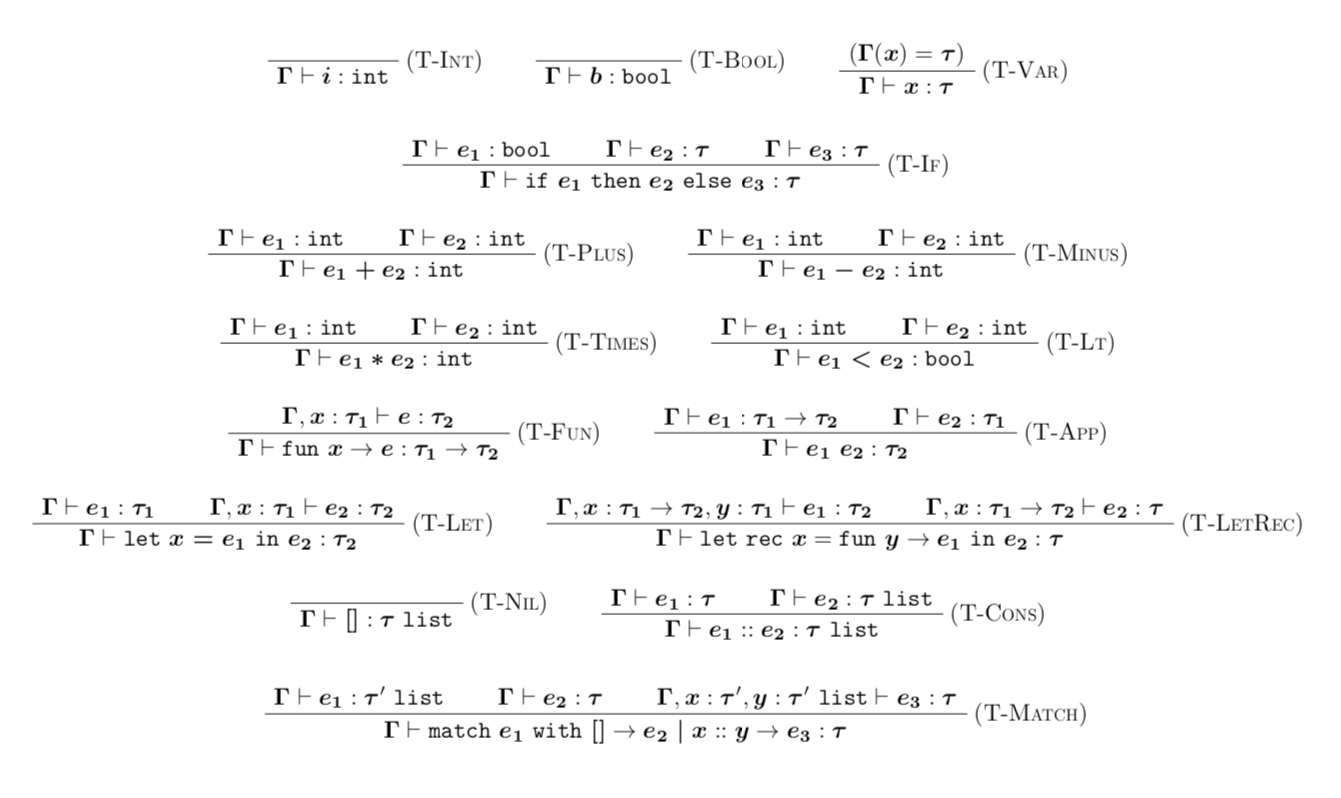 Γ ⊢ i : int (T-Int) Γ ⊢ b : bool (T-Bool) (Γ(x) = τ) (T-Var)
Γ ⊢ x : τ
Γ ⊢ e₁ : bool Γ ⊢ e₂ : τ Γ ⊢ e₃ : τ (T-If)
Γ ⊢ if e₁ then e₂ else e₃ : τ
Γ ⊢ e₁ : int Γ ⊢ e₂ : int (T-Plus) Γ ⊢ e₁ : int Γ ⊢ e₂ : int (T-Minus)
Γ ⊢ e₁ + e₂ : int Γ ⊢ e₁ − e₂ : int
Γ ⊢ e₁ : int Γ ⊢ e₂ : int (T-Times) Γ ⊢ e₁ : int Γ ⊢ e₂ : int (T-Lt)
Γ ⊢ e₁ ∗ e₂ : int Γ ⊢ e₁ < e₂ : bool
Γ, x : τ₁ ⊢ e : τ₂ (T-Fun) Γ ⊢ e₁ : τ₁ → τ₂ Γ ⊢ e₂ : τ₁ (T-App)
Γ ⊢ fun x → e : τ₁ → τ₂ Γ ⊢ e₁ e₂ : τ₂
Γ ⊢ e₁ : τ₁ Γ, x : τ₁ ⊢ e₂ : τ₂ (T-Let) Γ, x : τ₁ → τ₂, y : τ₁ ⊢ e₁ : τ₂ Γ, x : τ₁ → τ₂ ⊢ e₂ : τ (T-LetRec)
Γ ⊢ let x = e₁ in e₂ : τ₂ Γ ⊢ let rec x = fun y → e₁ in e₂ : τ
Γ ⊢ [] : τ list (T-Nil) Γ ⊢ e₁ : τ Γ ⊢ e₂ : τ list (T-Cons)
Γ ⊢ e₁ :: e₂ : τ list
Γ ⊢ e₁ : τ′ list Γ ⊢ e₂ : τ Γ, x : τ′, y : τ′ list ⊢ e₃ : τ (T-Match)
Γ ⊢ match e₁ with [] → e₂ | x :: y → e₃ : τ